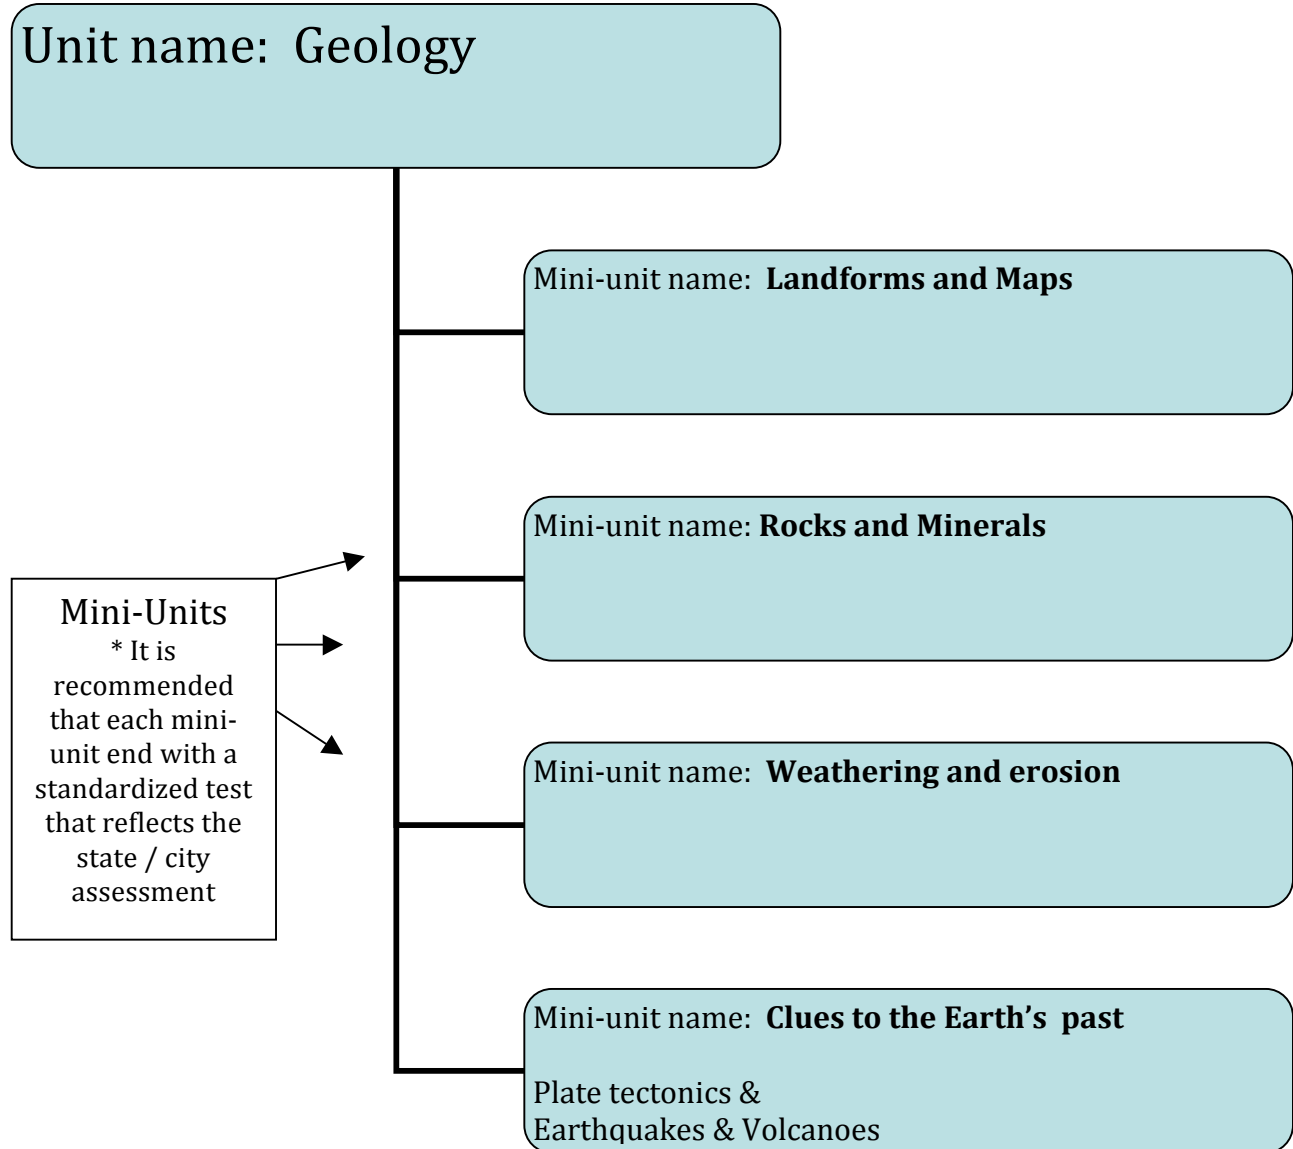 Unit name:  Geology
Mini-unit name:  Landforms and Maps
Mini-unit name: Rocks and Minerals
Mini-Units
* It is
recommended
that each mini-
unit end with a
standardized test
that reflects the
state / city
assessment
Mini-unit name:  Weathering and erosion
Mini-unit name:  Clues to the Earth’s  past
Plate tectonics &
Earthquakes & Volcanoes